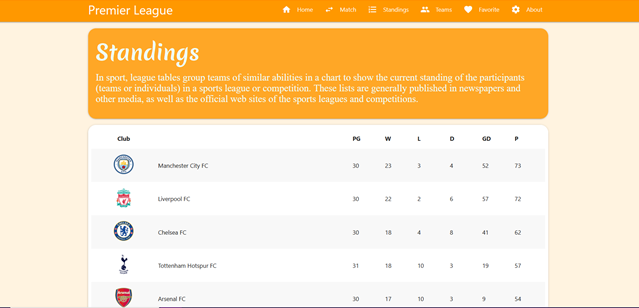 Premier League
Home Match Standings Teams Favorite About
Standings
In sport, league tables group teams of similar abilities in a chart to show the current standing of the participants
(teams or individuals) in a sports league or competition. These lists are generally published in newspapers and
other media, as well as the official web sites of the sports leagues and competitions.
Club PG W L D GD P
Manchester City FC 30 23 3 4 52 73
Liverpool FC 30 22 2 6 57 72
Chelsea FC 30 18 4 8 41 62
Tottenham Hotspur FC 31 18 10 3 19 57
Arsenal FC 30 17 10 3 9 54